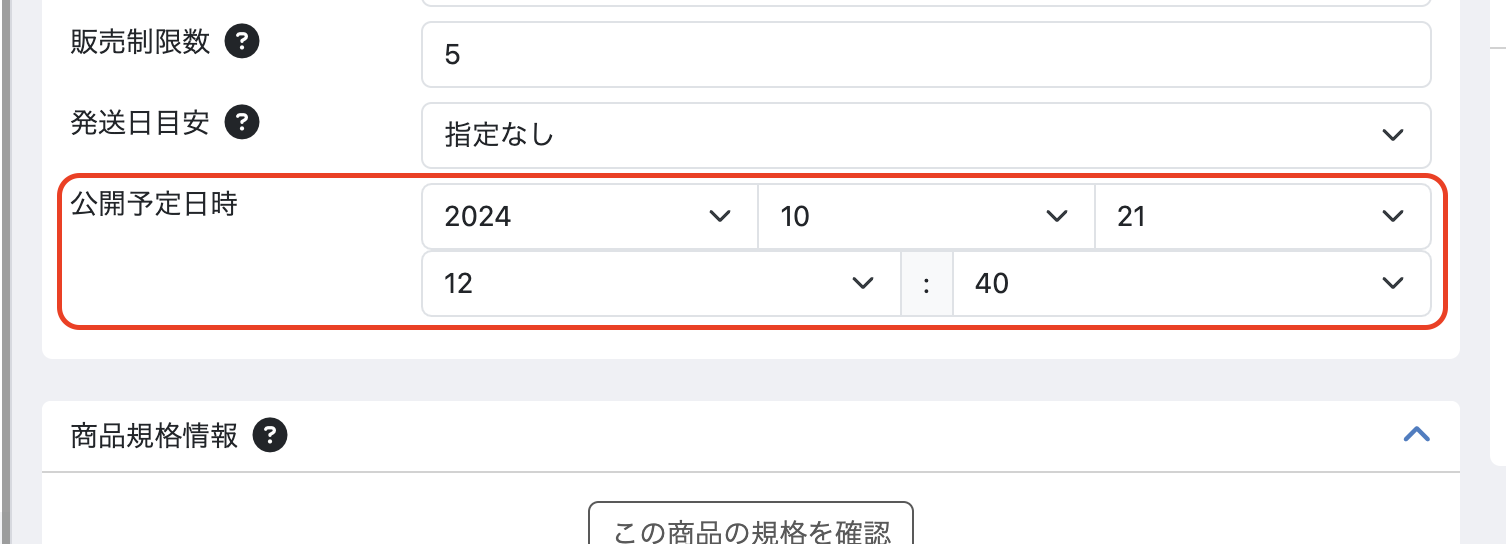 販売制限数 ?
5
発送日目安 ?
指定なし
公開予定日時
2024 10 21
12 : 40
商品規格情報 ?
この商品の規格を確認